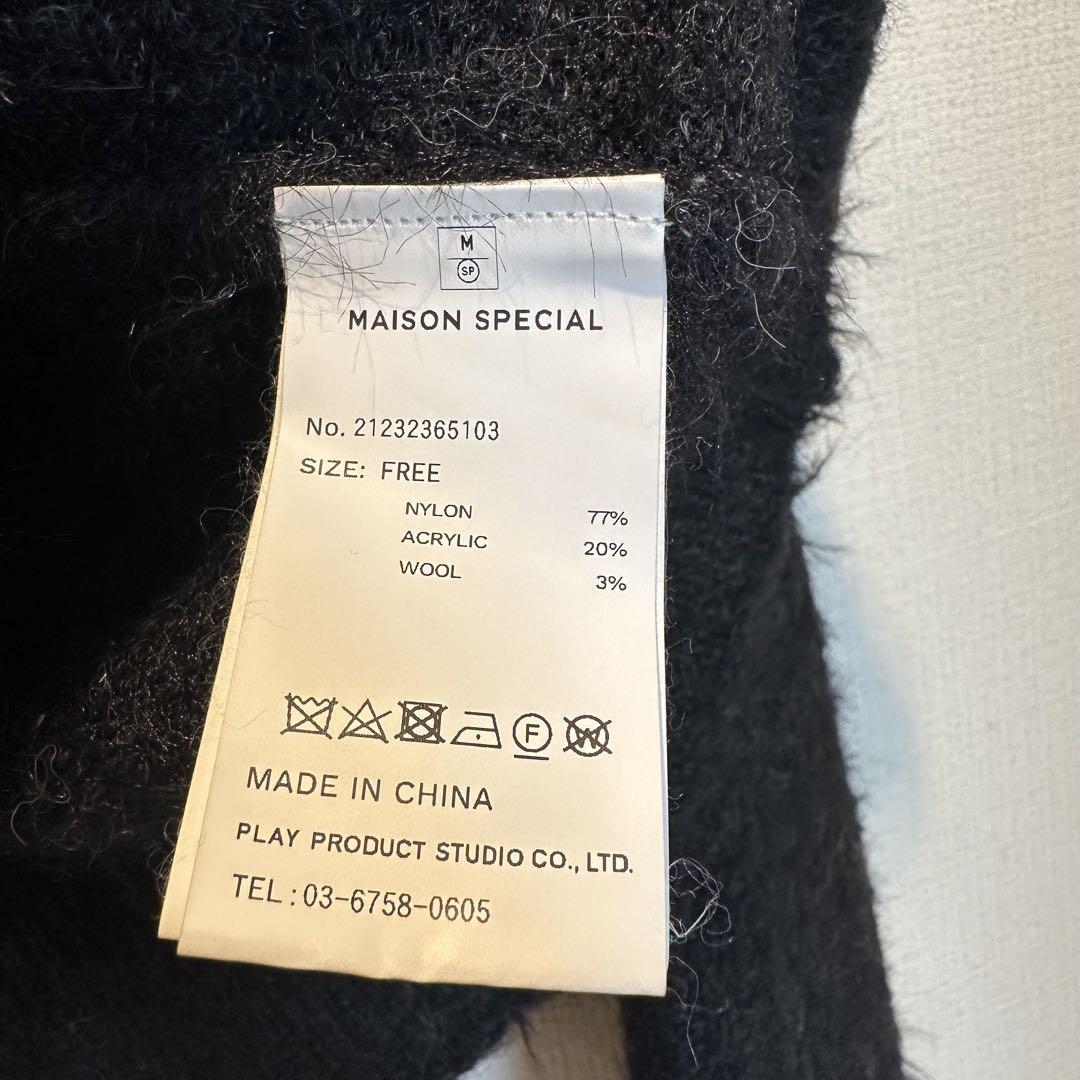 M
SP
MAISON SPECIAL
No. 21232365103
SIZE: FREE
NYLON 77%
ACRYLIC 20%
WOOL 3%
F W
MADE IN CHINA
PLAY PRODUCT STUDIO CO., LTD.
TEL : 03-6758-0605